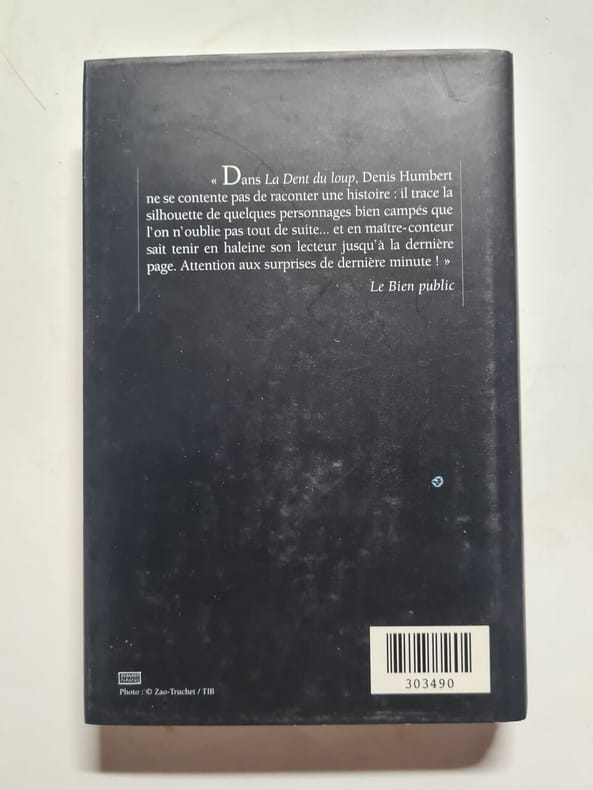 « Dans La Dent du loup, Denis Humbert
ne se contente pas de raconter une histoire : il trace la
silhouette de quelques personnages bien campés que
l'on n'oublie pas tout de suite... et en maître-conteur
sait tenir en haleine son lecteur jusqu'à la dernière
page. Attention aux surprises de dernière minute ! »
Le Bien public
303490
Photo : © Zao-Truchet / TIB